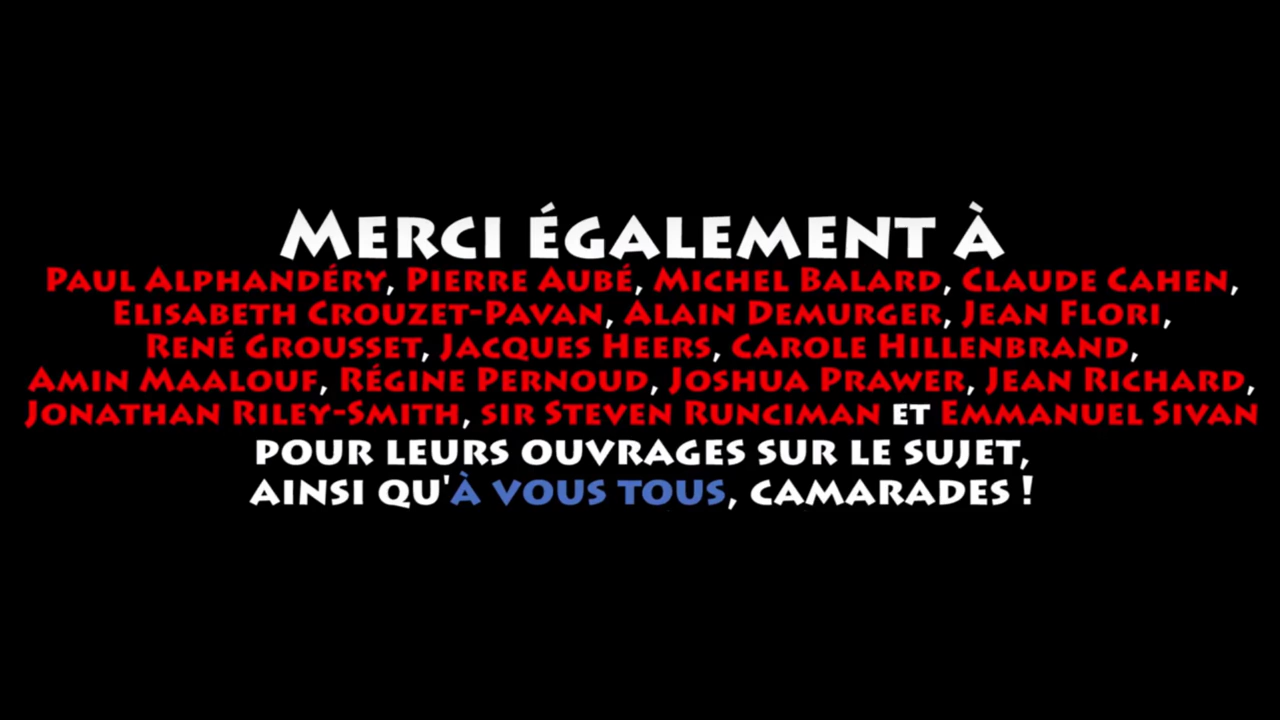 Merci également à
Paul Alphandéry, Pierre Aubé, Michel Balard, Claude Cahen,
Elisabeth Crouzet-Pavan, Alain Demurger, Jean Flori,
René Grousset, Jacques Heers, Carole Hillenbrand,
Amin Maalouf, Régine Pernoud, Joshua Prawer, Jean Richard,
Jonathan Riley-Smith, sir Steven Runciman et Emmanuel Sivan
pour leurs ouvrages sur le sujet,
ainsi qu'à vous tous, camarades !